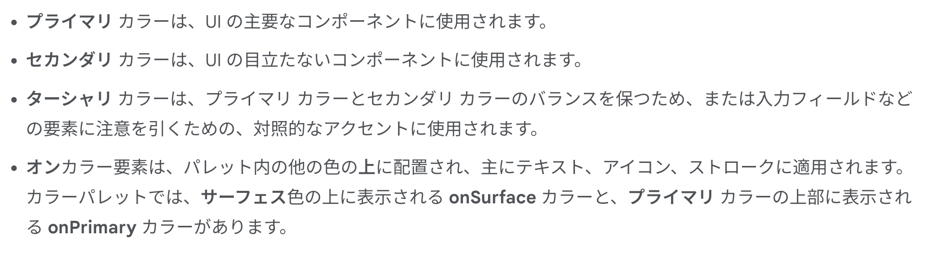 • プライマリ カラーは、UI の主要なコンポーネントに使用されます。
• セカンダリ カラーは、UI の目立たないコンポーネントに使用されます。
• ターシャリ カラーは、プライマリ カラーとセカンダリ カラーのバランスを保つため、または入力フィールドなど
の要素に注意を引くための、対照的なアクセントに使用されます。
• オンカラー要素は、パレット内の他の色の上に配置され、主にテキスト、アイコン、ストロークに適用されます。
カラーパレットでは、サーフェス色の上に表示される onSurface カラーと、プライマリ カラーの上部に表示され
る onPrimary カラーがあります。